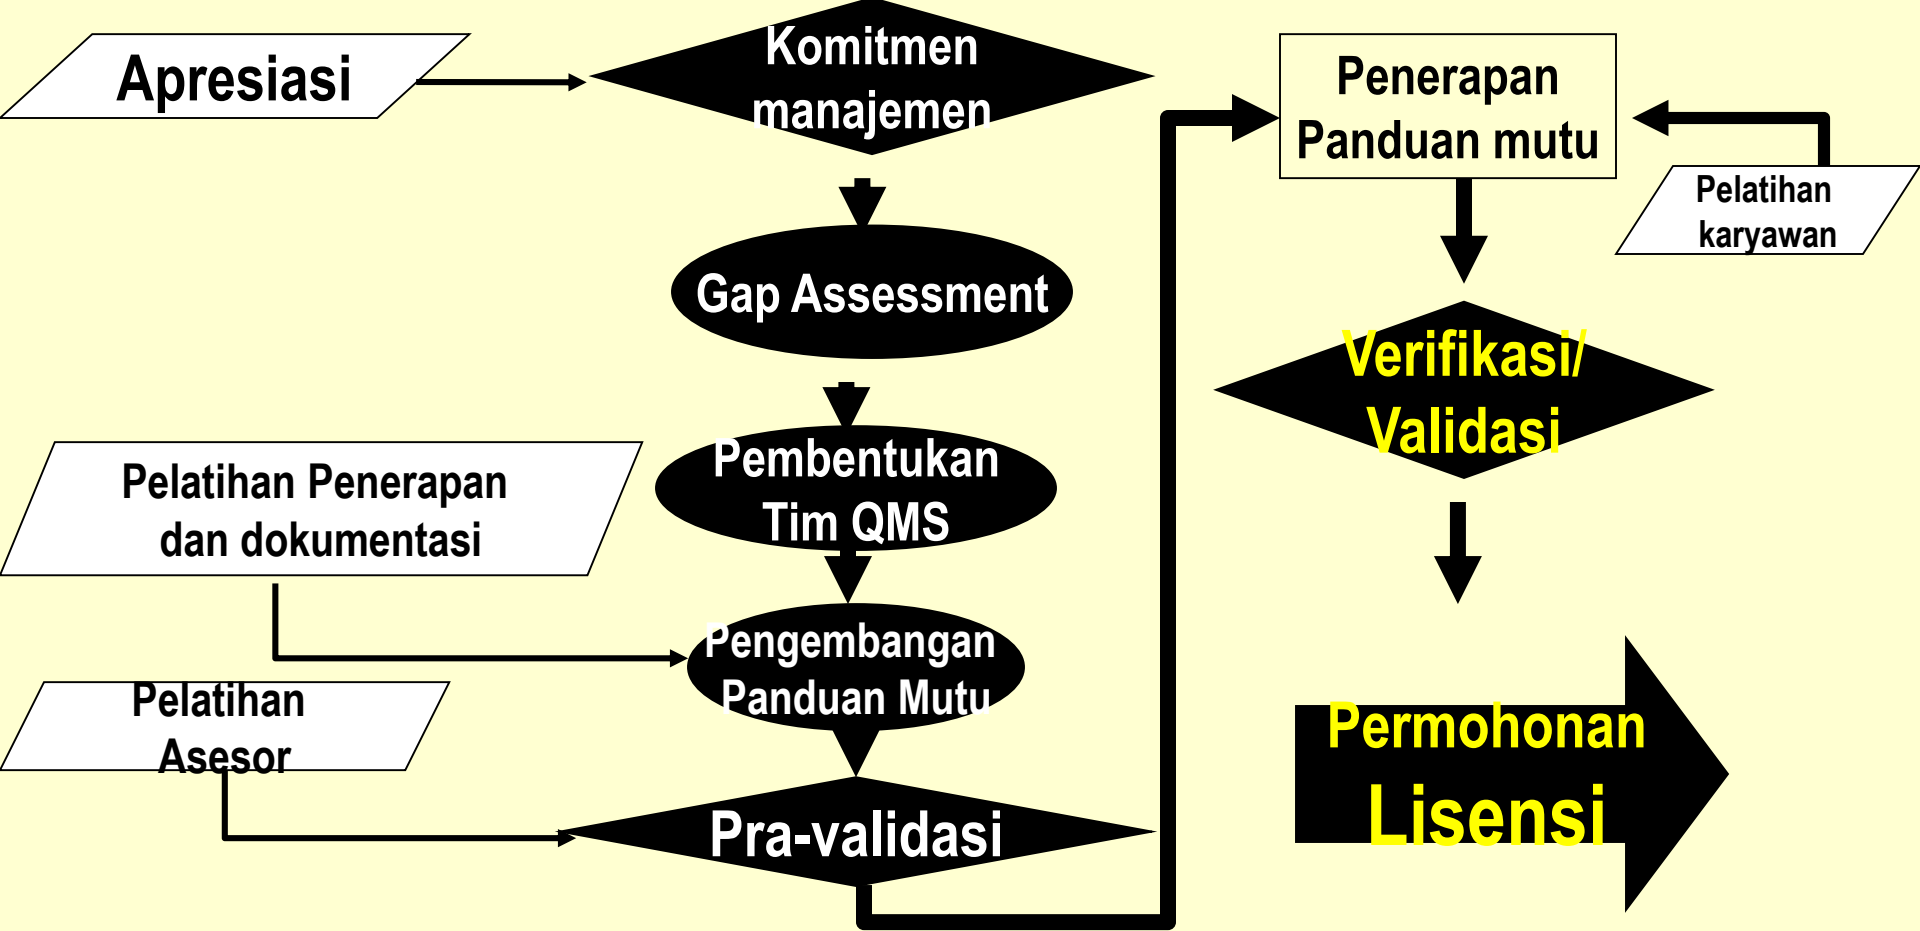 Apresiasi
Komitmen
manajemen
Gap Assessment
Pembentukan
Tim QMS
Pelatihan Penerapan
dan dokumentasi
Pengembangan
Panduan Mutu
Pelatihan
Asesor
Pra-validasi
Penerapan
Panduan mutu
Pelatihan
karyawan
Verifikasi/
Validasi
Permohonan
Lisensi